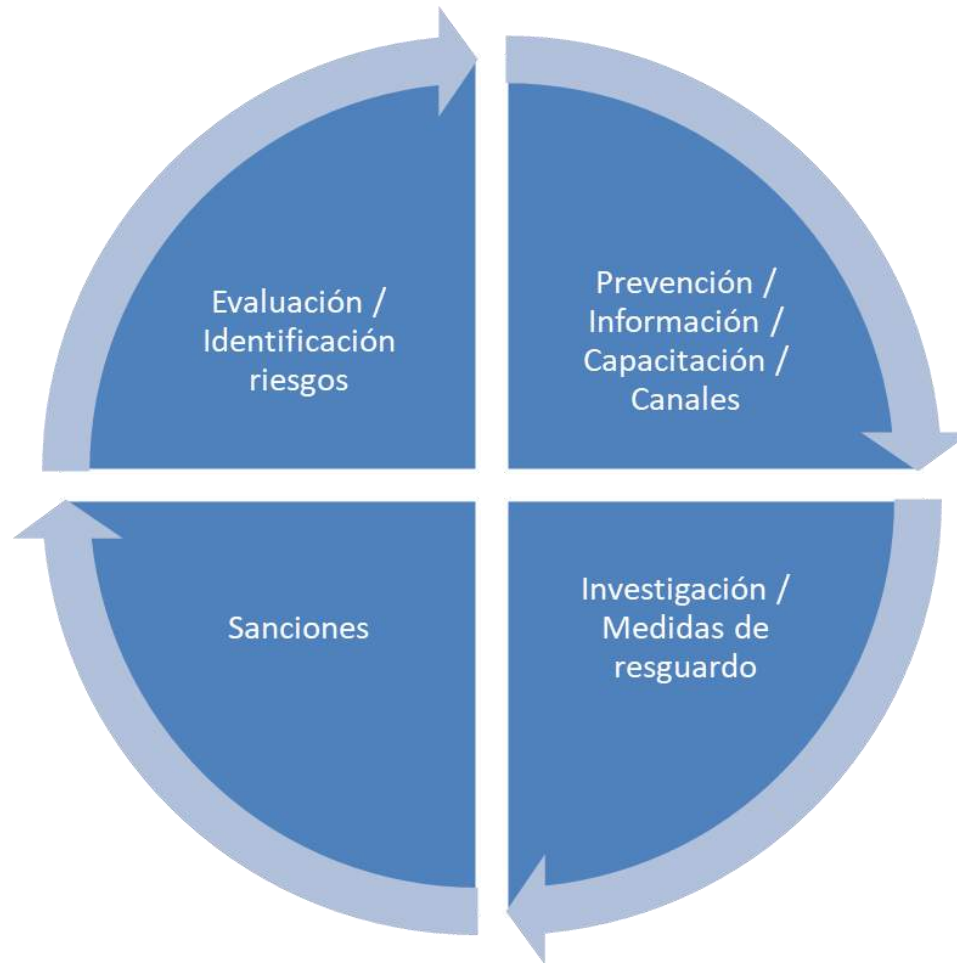 Evaluación /
Identificación
riesgos
Prevención /
Información /
Capacitación /
Canales
Sanciones
Investigación /
Medidas de
resguardo